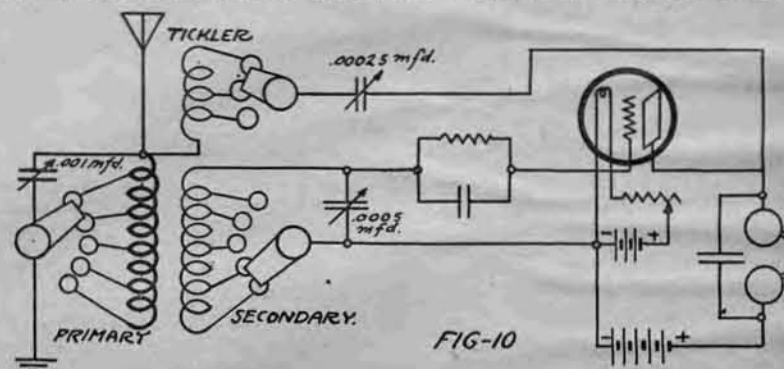 TICKLER
.00025 mfd.
.001 mfd.
.0005
mfd.
- +
PRIMARY
SECONDARY.
FIG-10
- +